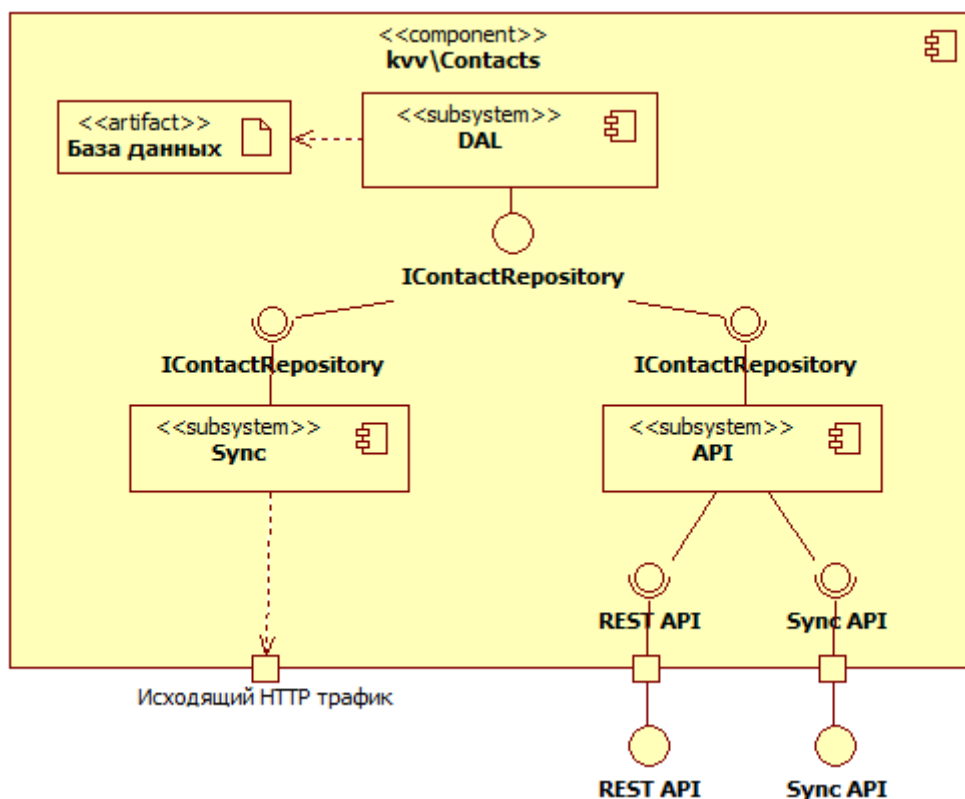 <<component>>
kvv\Contacts
<<artifact>>
База данных
<<subsystem>>
DAL
IContactRepository
IContactRepository
IContactRepository
<<subsystem>>
Sync
<<subsystem>>
API
REST API
Sync API
Исходящий HTTP трафик
REST API
Sync API